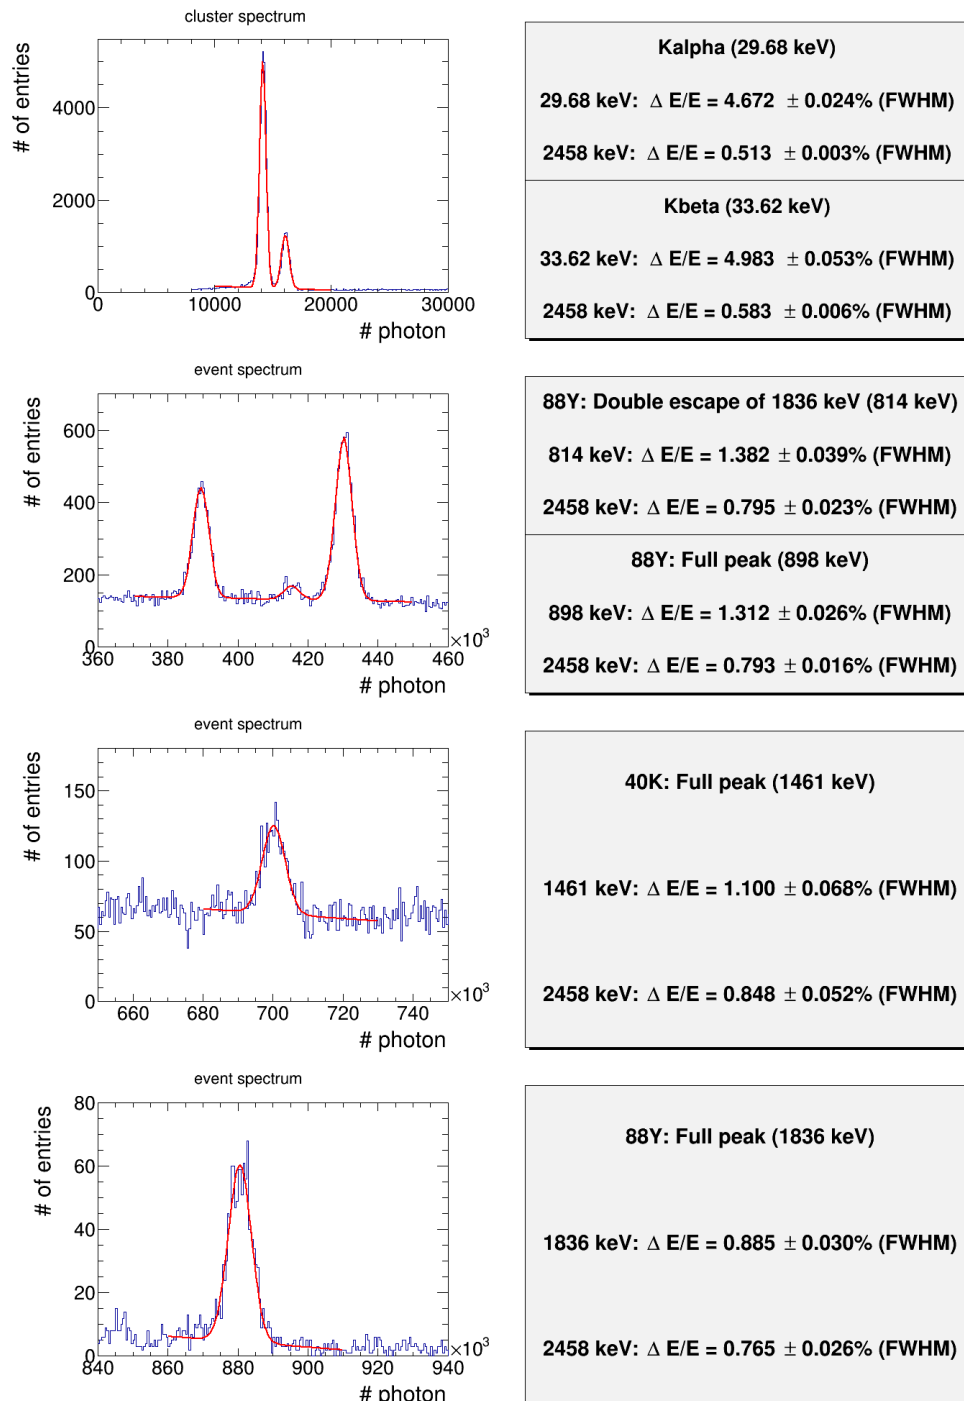 cluster spectrum
# of entries
4000
2000
0
0 10000 20000 30000
# photon
Kalpha (29.68 keV)
29.68 keV: Δ E/E = 4.672 ± 0.024% (FWHM)
2458 keV: Δ E/E = 0.513 ± 0.003% (FWHM)
Kbeta (33.62 keV)
33.62 keV: Δ E/E = 4.983 ± 0.053% (FWHM)
2458 keV: Δ E/E = 0.583 ± 0.006% (FWHM)
event spectrum
# of entries
600
400
200
0
360 380 400 420 440 460
×10³
# photon
88Y: Double escape of 1836 keV (814 keV)
814 keV: Δ E/E = 1.382 ± 0.039% (FWHM)
2458 keV: Δ E/E = 0.795 ± 0.023% (FWHM)
88Y: Full peak (898 keV)
898 keV: Δ E/E = 1.312 ± 0.026% (FWHM)
2458 keV: Δ E/E = 0.793 ± 0.016% (FWHM)
event spectrum
# of entries
150
100
50
0
660 680 700 720 740
×10³
# photon
40K: Full peak (1461 keV)
1461 keV: Δ E/E = 1.100 ± 0.068% (FWHM)
2458 keV: Δ E/E = 0.848 ± 0.052% (FWHM)
event spectrum
# of entries
80
60
40
20
0
840 860 880 900 920 940
×10³
# photon
88Y: Full peak (1836 keV)
1836 keV: Δ E/E = 0.885 ± 0.030% (FWHM)
2458 keV: Δ E/E = 0.765 ± 0.026% (FWHM)